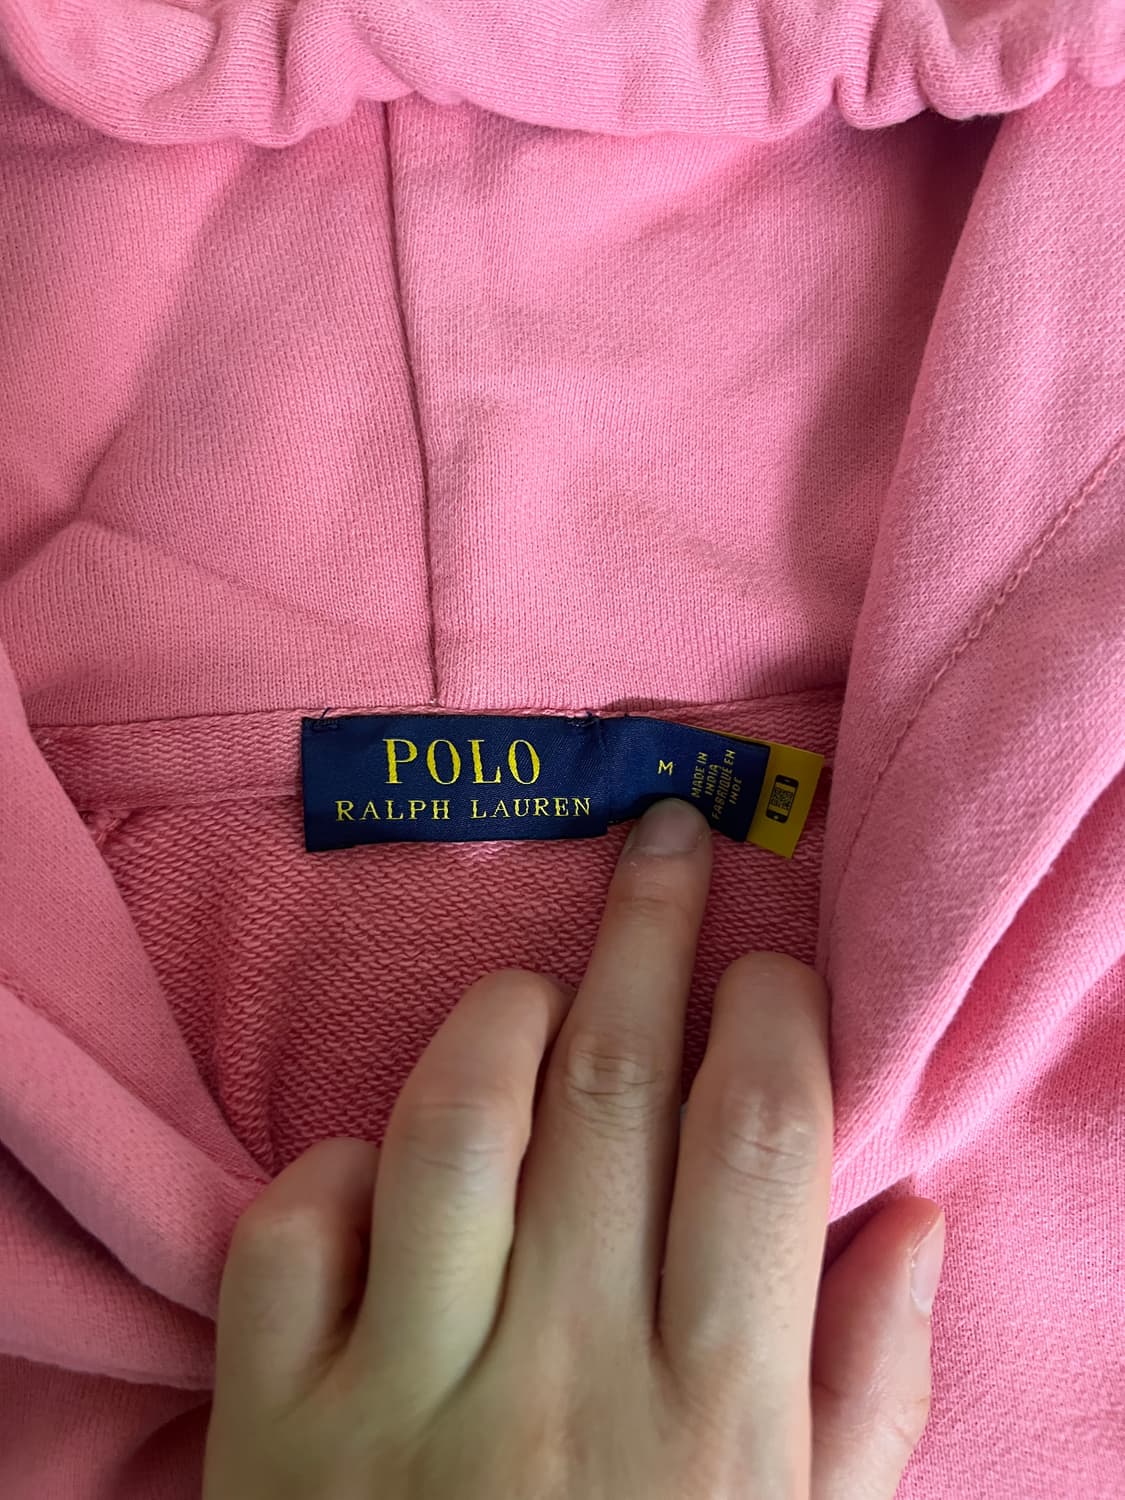 POLO
RALPH LAUREN
M
MADE IN
INDIA
FABRIQUÉ EN
INDE